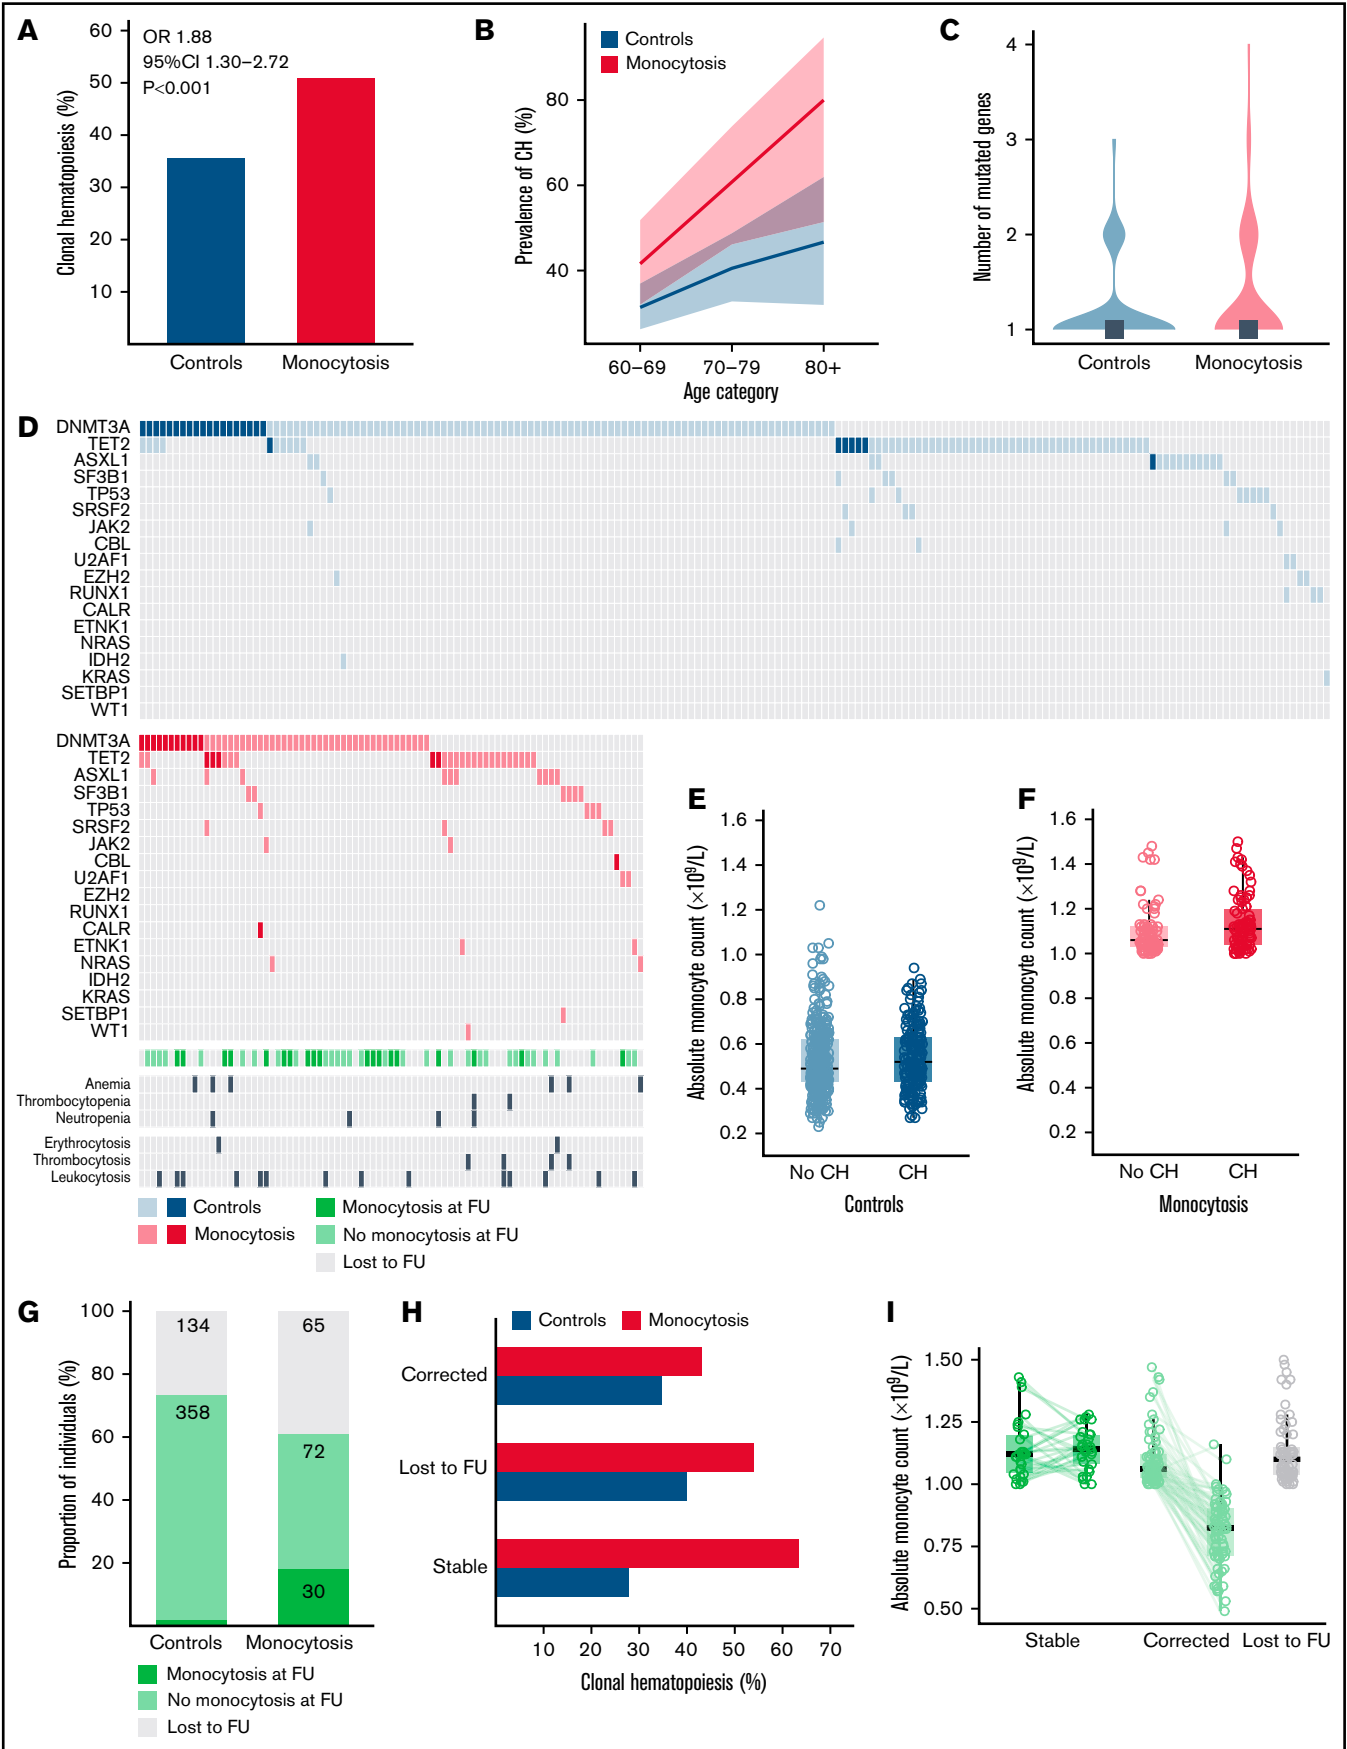 A
OR 1.88
95%CI 1.30–2.72
P<0.001
Clonal hematopoiesis (%)
60
50
40
30
20
10
Controls
Monocytosis
B
Controls
Monocytosis
Prevalence of CH (%)
80
60
40
60–69
70–79
80+
Age category
C
Number of mutated genes
4
3
2
1
Controls
Monocytosis
D
DNMT3A
TET2
ASXL1
SF3B1
TP53
SRSF2
JAK2
CBL
U2AF1
EZH2
RUNX1
CALR
ETNK1
NRAS
IDH2
KRAS
SETBP1
WT1
DNMT3A
TET2
ASXL1
SF3B1
TP53
SRSF2
JAK2
CBL
U2AF1
EZH2
RUNX1
CALR
ETNK1
NRAS
IDH2
KRAS
SETBP1
WT1
Anemia
Thrombocytopenia
Neutropenia
Erythrocytosis
Thrombocytosis
Leukocytosis
Controls
Monocytosis
Monocytosis at FU
No monocytosis at FU
Lost to FU
E
Absolute monocyte count (×10⁹/L)
1.6
1.4
1.2
1.0
0.8
0.6
0.4
0.2
No CH
CH
Controls
F
Absolute monocyte count (×10⁹/L)
1.6
1.4
1.2
1.0
0.8
0.6
0.4
0.2
No CH
CH
Monocytosis
G
Proportion of individuals (%)
100
80
60
40
20
134
358
65
72
30
Controls
Monocytosis
Monocytosis at FU
No monocytosis at FU
Lost to FU
H
Controls
Monocytosis
Corrected
Lost to FU
Stable
10
20
30
40
50
60
70
Clonal hematopoiesis (%)
I
Absolute monocyte count (×10⁹/L)
1.50
1.25
1.00
0.75
0.50
Stable
Corrected
Lost to FU